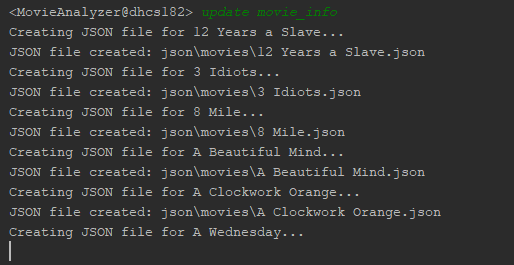 <MovieAnalyzer@dhcs182> update movie_info
Creating JSON file for 12 Years a Slave...
JSON file created: json\movies\12 Years a Slave.json
Creating JSON file for 3 Idiots...
JSON file created: json\movies\3 Idiots.json
Creating JSON file for 8 Mile...
JSON file created: json\movies\8 Mile.json
Creating JSON file for A Beautiful Mind...
JSON file created: json\movies\A Beautiful Mind.json
Creating JSON file for A Clockwork Orange...
JSON file created: json\movies\A Clockwork Orange.json
Creating JSON file for A Wednesday...